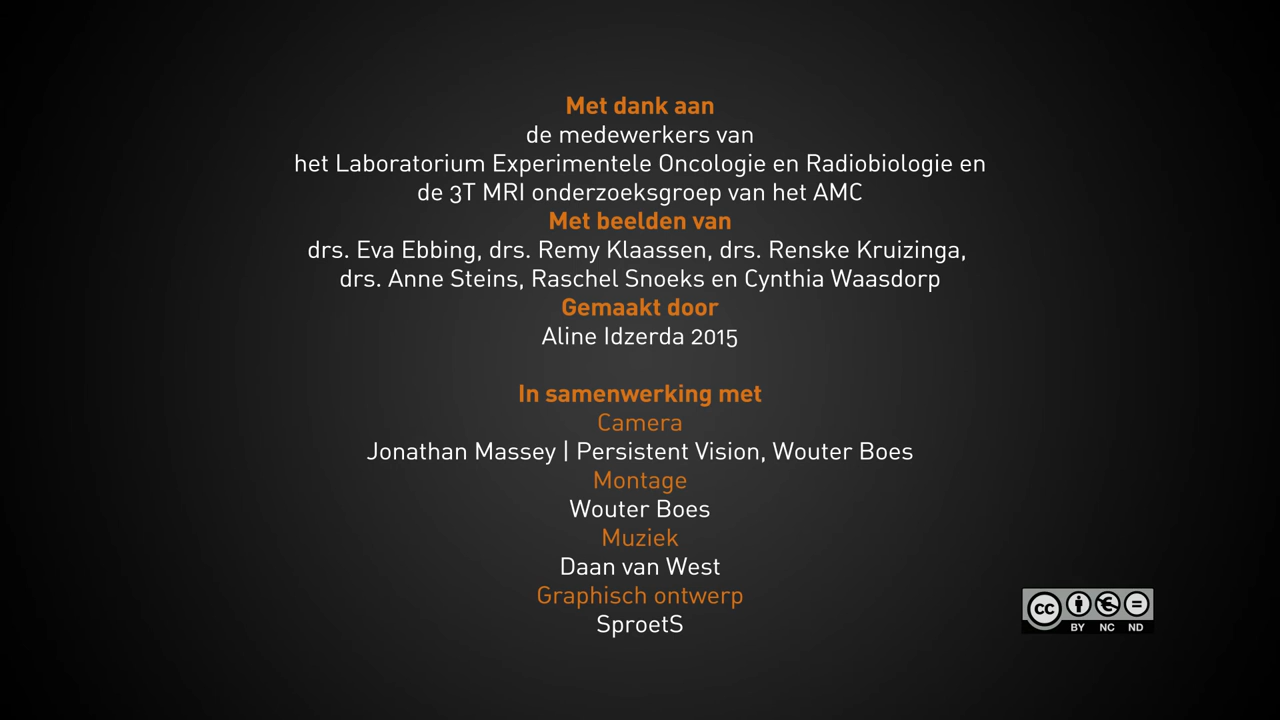 Met dank aan
de medewerkers van
het Laboratorium Experimentele Oncologie en Radiobiologie en
de 3T MRI onderzoeksgroep van het AMC
Met beelden van
drs. Eva Ebbing, drs. Remy Klaassen, drs. Renske Kruizinga,
drs. Anne Steins, Raschel Snoeks en Cynthia Waasdorp
Gemaakt door
Aline Idzerda 2015
In samenwerking met
Camera
Jonathan Massey | Persistent Vision, Wouter Boes
Montage
Wouter Boes
Muziek
Daan van West
Graphisch ontwerp
SproetS
cc
BY NC ND